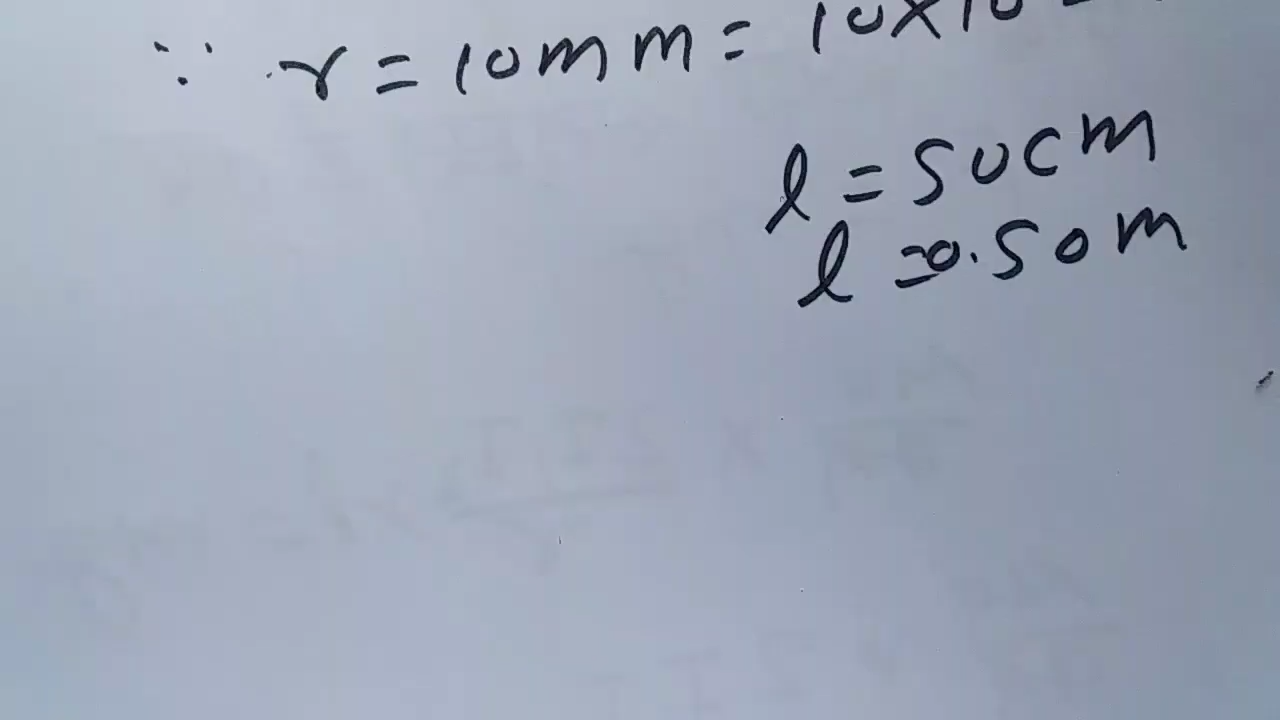 ∵ r = 10mm = 10×10
l = 50cm
l = 0.50m